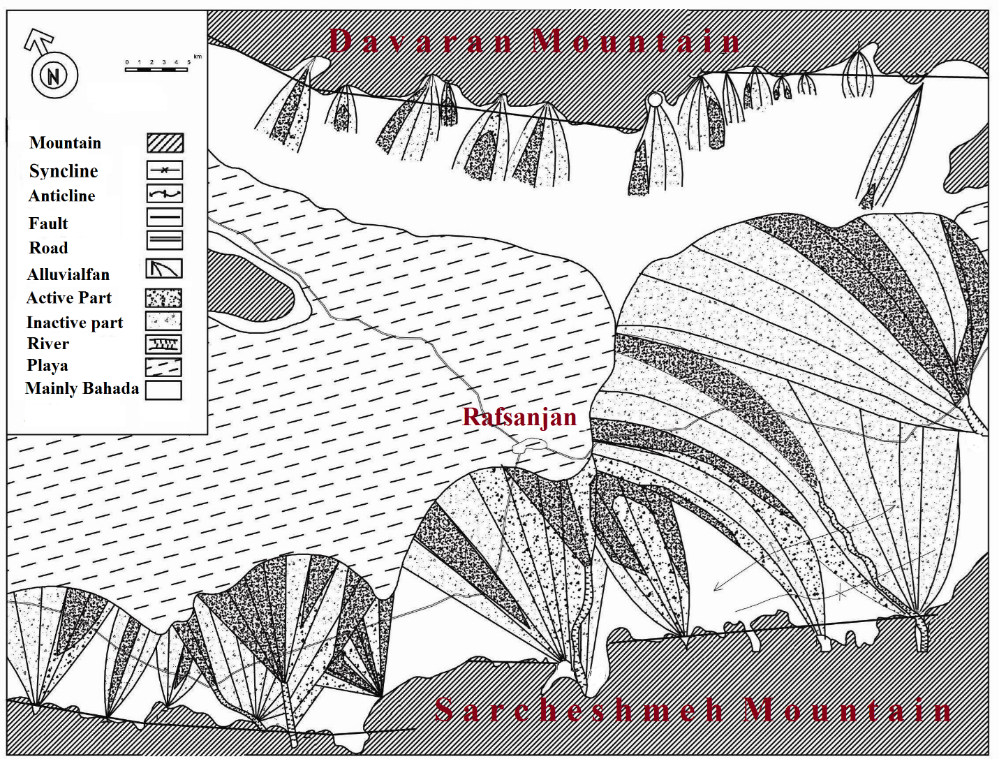 Davaran Mountain
N
0 1 2 3 4 5 km
Mountain
Syncline
Anticline
Fault
Road
Alluvialfan
Active Part
Inactive part
River
Playa
Mainly Bahada
Rafsanjan
Sarcheshmeh Mountain